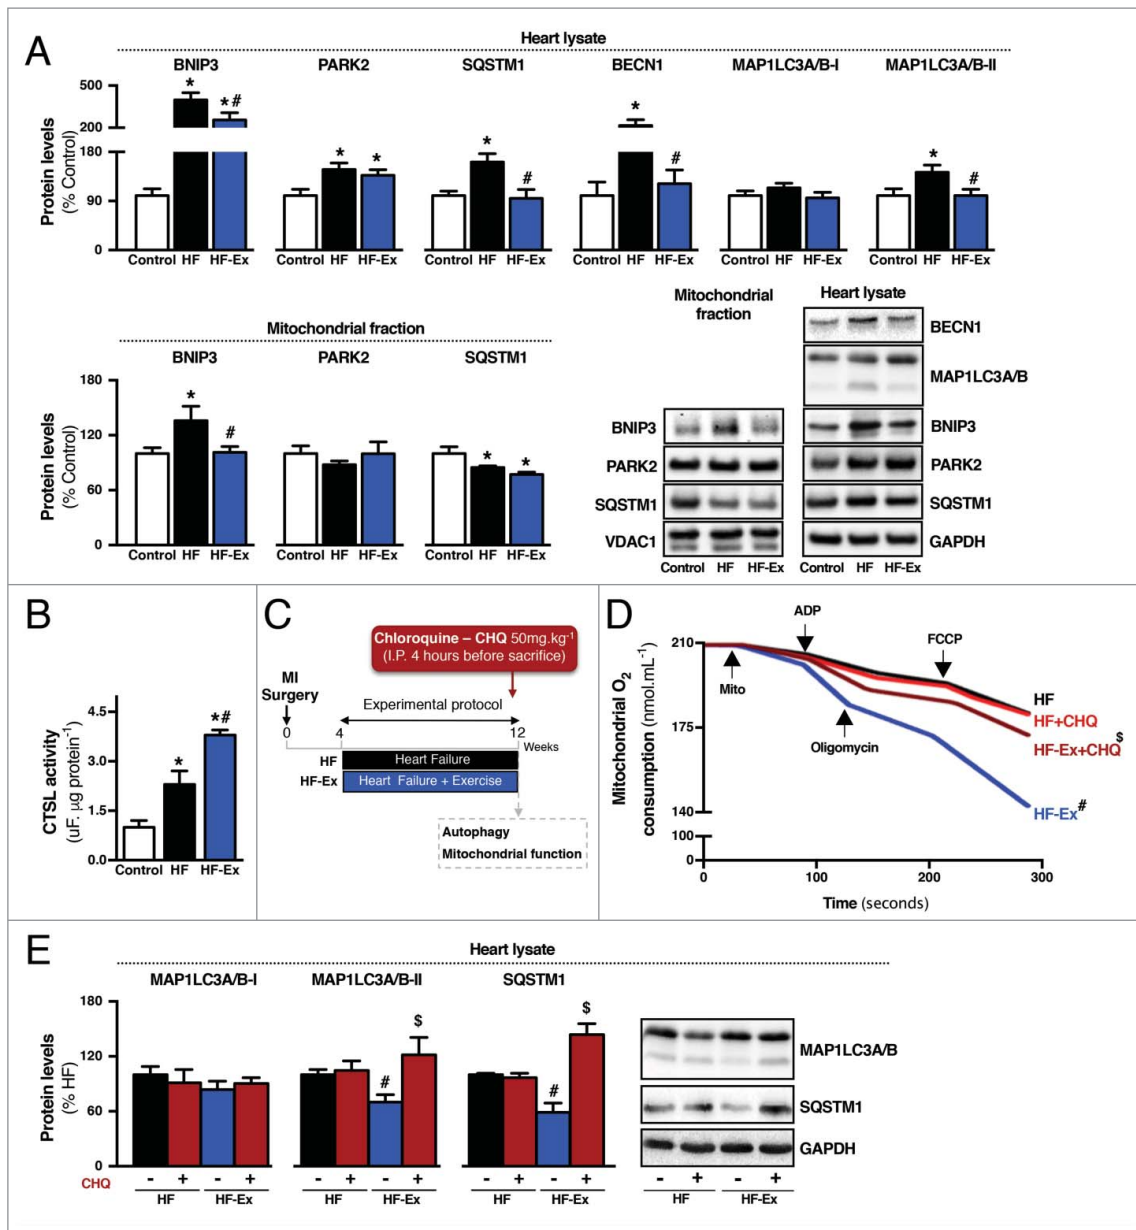 A
Heart lysate
BNIP3 PARK2 SQSTM1 BECN1 MAP1LC3A/B-I MAP1LC3A/B-II
Protein levels
(% Control)
500
200
180
90
0
* *# * * * # * # * #
Control HF HF-Ex Control HF HF-Ex Control HF HF-Ex Control HF HF-Ex Control HF HF-Ex Control HF HF-Ex
Mitochondrial fraction
BNIP3 PARK2 SQSTM1
Protein levels
(% Control)
180
120
60
0
* # * *
Control HF HF-Ex Control HF HF-Ex Control HF HF-Ex
Mitochondrial
fraction
BNIP3
PARK2
SQSTM1
VDAC1
Control HF HF-Ex
Heart lysate
BECN1
MAP1LC3A/B
BNIP3
PARK2
SQSTM1
GAPDH
Control HF HF-Ex
B
CTSL activity
(uF. µg protein-1)
4.5
3.0
1.5
0.0
* *#
Control HF HF-Ex
C
Chloroquine – CHQ 50mg.kg-1
(I.P. 4 hours before sacrifice)
MI
Surgery
Experimental protocol
0 4 12 Weeks
HF Heart Failure
HF-Ex Heart Failure + Exercise
Autophagy
Mitochondrial function
D
Mitochondrial O2
consumption (nmol.mL-1)
210
175
140
100
0
Mito
ADP
Oligomycin
FCCP
HF
HF+CHQ
HF-Ex+CHQ$
HF-Ex#
0 100 200 300
Time (seconds)
E
Heart lysate
MAP1LC3A/B-I MAP1LC3A/B-II SQSTM1
Protein levels
(% HF)
180
120
60
0
# $ # $
CHQ - + - + - + - + - + - + - + - +
HF HF-Ex HF HF-Ex HF HF-Ex HF HF-Ex
MAP1LC3A/B
SQSTM1
GAPDH